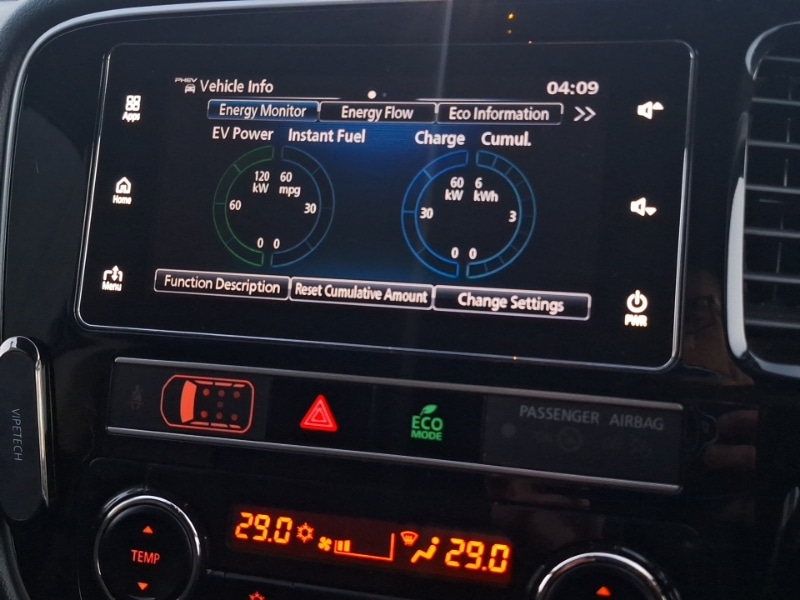 PHEV Vehicle Info 04:09
Apps Energy Monitor Energy Flow Eco Information >>
EV Power Instant Fuel Charge Cumul.
120 60 60 6
kW mpg kW kWh
Home 60 30 30 3
0 0 0 0
Menu Function Description Reset Cumulative Amount Change Settings PWR
VIPETECH
ECO
MODE
PASSENGER AIRBAG
29.0 29.0
TEMP